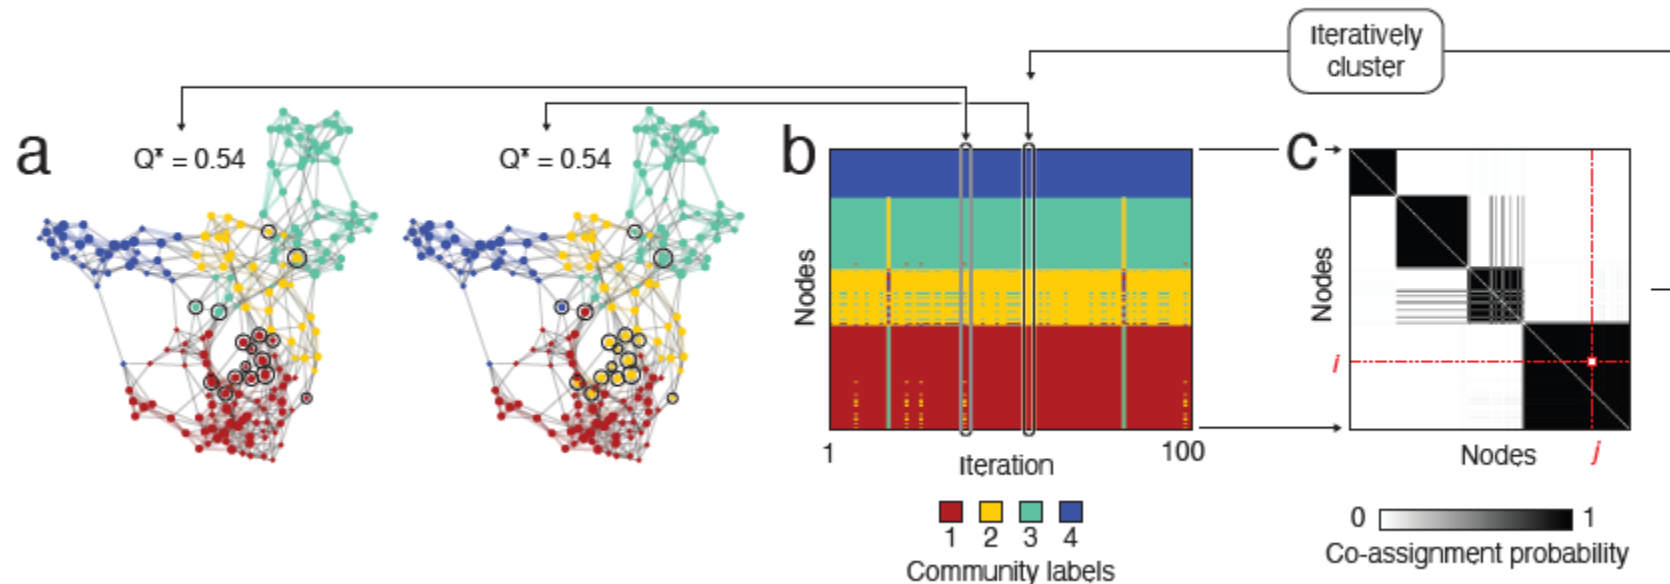 Iteratively
cluster
a
Q* = 0.54
Q* = 0.54
b
c
Nodes
Nodes
i
1
Iteration
100
Nodes
j
1
2
3
4
Community labels
0
1
Co-assignment probability